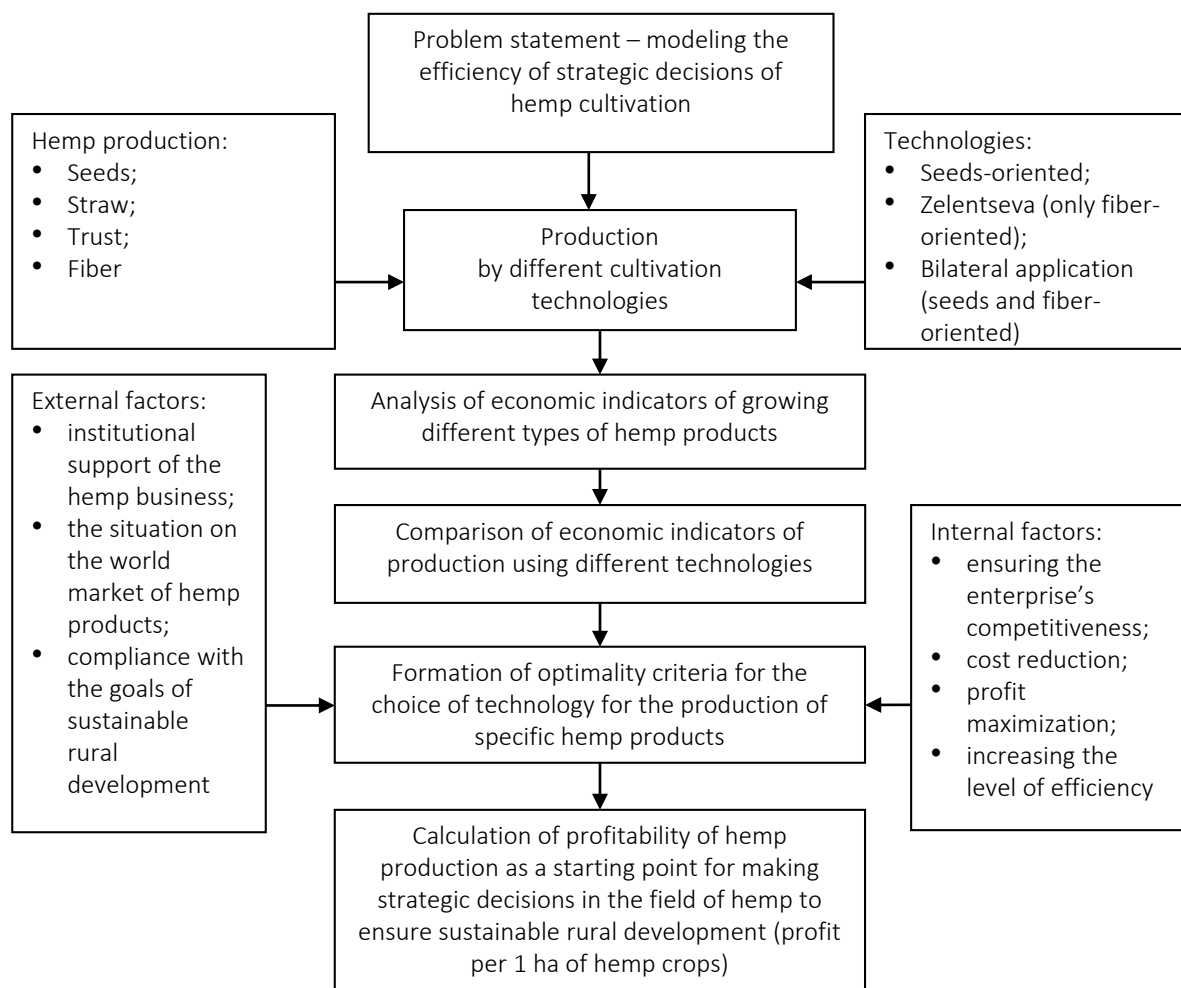 Problem statement – modeling the
efficiency of strategic decisions of
hemp cultivation
Hemp production:
• Seeds;
• Straw;
• Trust;
• Fiber
Technologies:
• Seeds-oriented;
• Zelentseva (only fiber-
oriented);
• Bilateral application
(seeds and fiber-
oriented)
Production
by different cultivation
technologies
Analysis of economic indicators of growing
different types of hemp products
External factors:
• institutional
support of the
hemp business;
• the situation on
the world
market of hemp
products;
• compliance with
the goals of
sustainable
rural
development
Comparison of economic indicators of
production using different technologies
Internal factors:
• ensuring the
enterprise’s
competitiveness;
• cost reduction;
• profit
maximization;
• increasing the
level of efficiency
Formation of optimality criteria for the
choice of technology for the production of
specific hemp products
Calculation of profitability of hemp
production as a starting point for making
strategic decisions in the field of hemp to
ensure sustainable rural development (profit
per 1 ha of hemp crops)